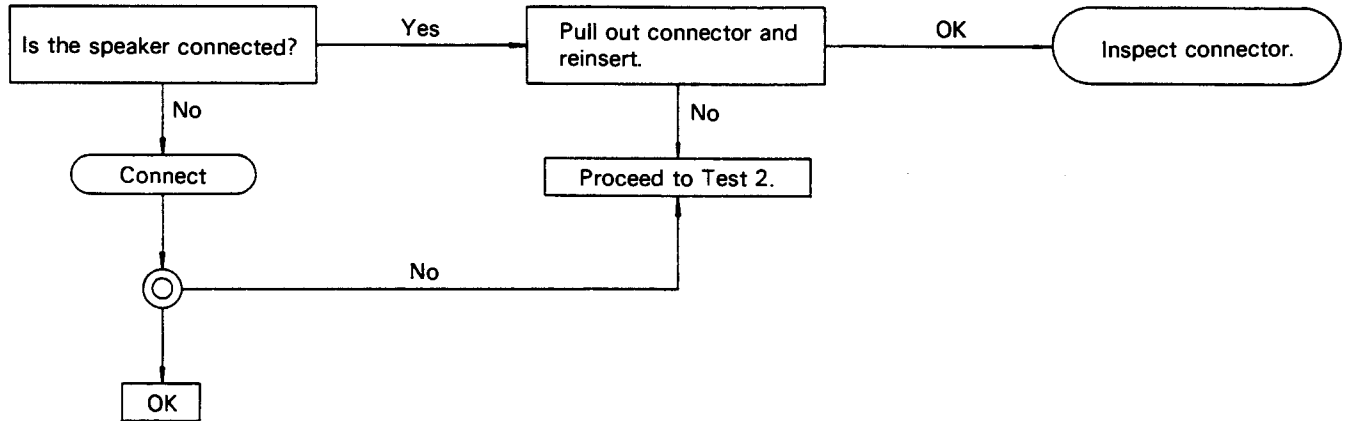 Is the speaker connected?
Yes
Pull out connector and
reinsert.
OK
Inspect connector.
No
No
Connect
Proceed to Test 2.
No
OK